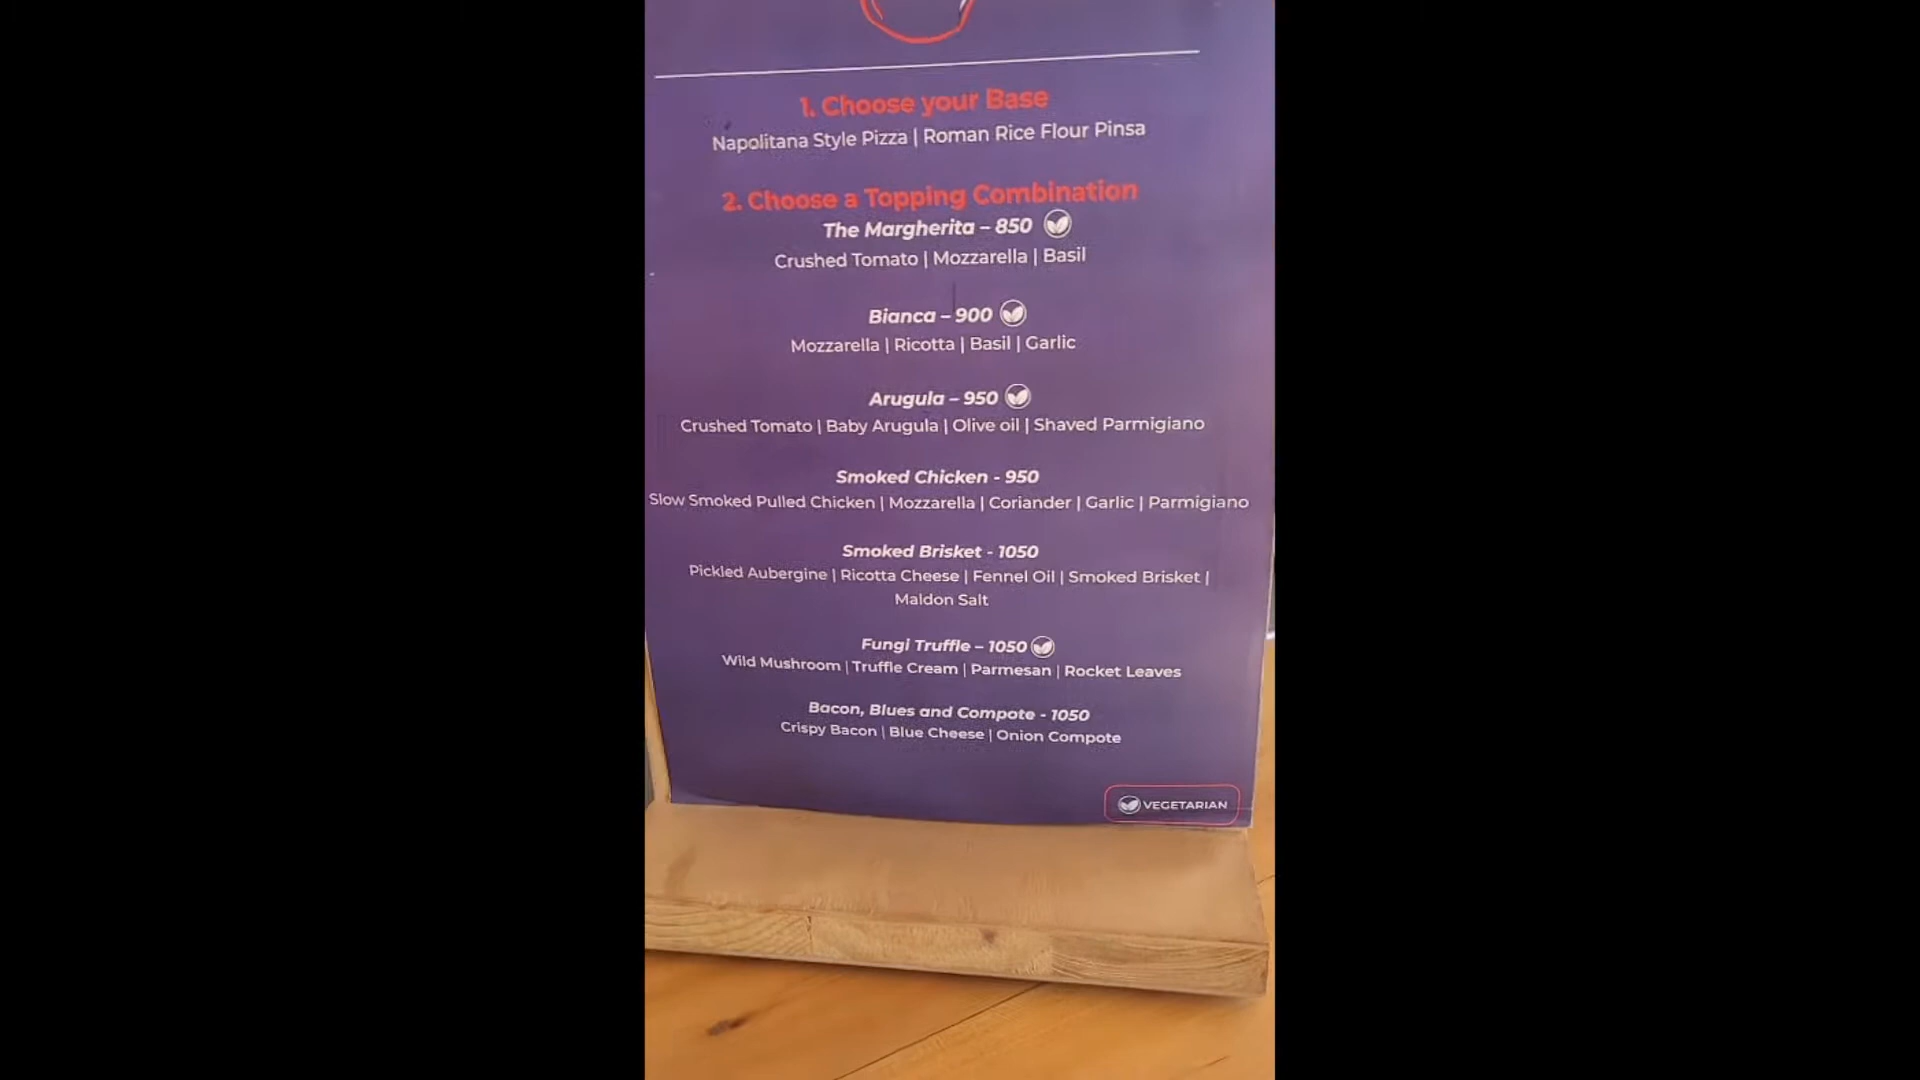 1. Choose your Base
Napolitana Style Pizza | Roman Rice Flour Pinsa
2. Choose a Topping Combination
The Margherita – 850
Crushed Tomato | Mozzarella | Basil
Bianca – 900
Mozzarella | Ricotta | Basil | Garlic
Arugula – 950
Crushed Tomato | Baby Arugula | Olive oil | Shaved Parmigiano
Smoked Chicken - 950
Slow Smoked Pulled Chicken | Mozzarella | Coriander | Garlic | Parmigiano
Smoked Brisket - 1050
Pickled Aubergine | Ricotta Cheese | Fennel Oil | Smoked Brisket |
Maldon Salt
Fungi Truffle – 1050
Wild Mushroom | Truffle Cream | Parmesan | Rocket Leaves
Bacon, Blues and Compote - 1050
Crispy Bacon | Blue Cheese | Onion Compote
VEGETARIAN